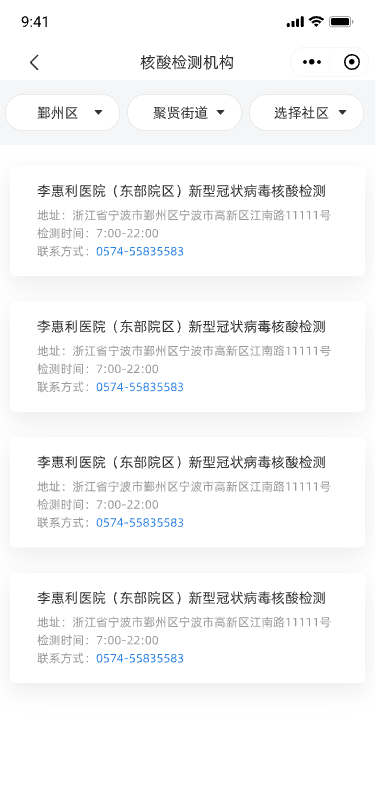 9:41
核酸检测机构
鄞州区
聚贤街道
选择社区
李惠利医院（东部院区）新型冠状病毒核酸检测
地址：浙江省宁波市鄞州区宁波市高新区江南路11111号
检测时间：7:00-22:00
联系方式：0574-55835583
李惠利医院（东部院区）新型冠状病毒核酸检测
地址：浙江省宁波市鄞州区宁波市高新区江南路11111号
检测时间：7:00-22:00
联系方式：0574-55835583
李惠利医院（东部院区）新型冠状病毒核酸检测
地址：浙江省宁波市鄞州区宁波市高新区江南路11111号
检测时间：7:00-22:00
联系方式：0574-55835583
李惠利医院（东部院区）新型冠状病毒核酸检测
地址：浙江省宁波市鄞州区宁波市高新区江南路11111号
检测时间：7:00-22:00
联系方式：0574-55835583